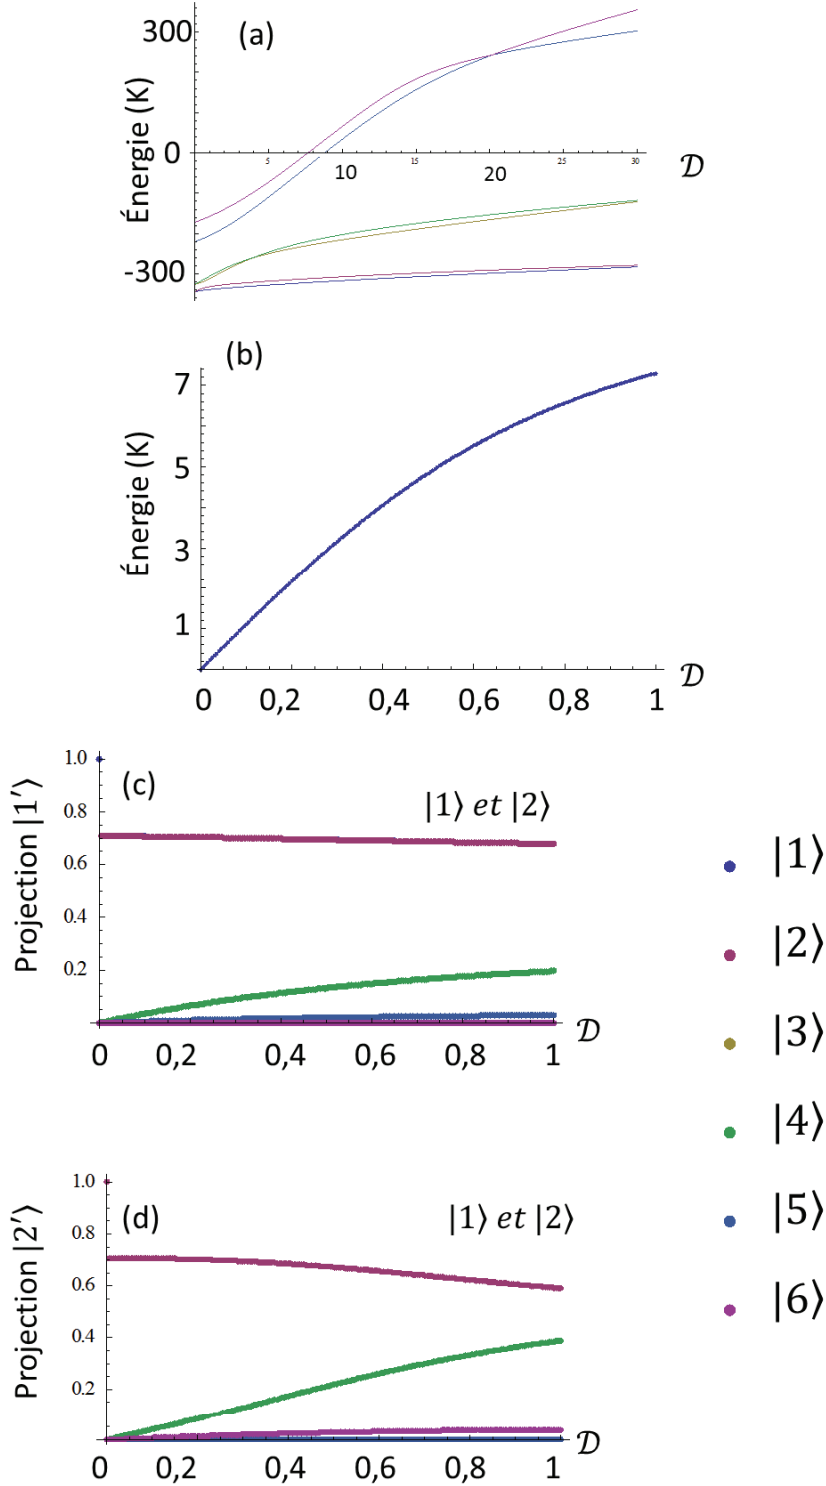 (a)
Énergie (K)
300
0
-300
5
10
15
20
25
30
𝒟
(b)
Énergie (K)
7
5
3
1
0 0,2 0,4 0,6 0,8 1
𝒟
(c)
Projection |1′⟩
|1⟩ et |2⟩
1.0
0.8
0.6
0.4
0.2
0 0,2 0,4 0,6 0,8 1
𝒟
|1⟩
|2⟩
|3⟩
|4⟩
|5⟩
|6⟩
(d)
Projection |2′⟩
|1⟩ et |2⟩
1.0
0.8
0.6
0.4
0.2
0 0,2 0,4 0,6 0,8 1
𝒟